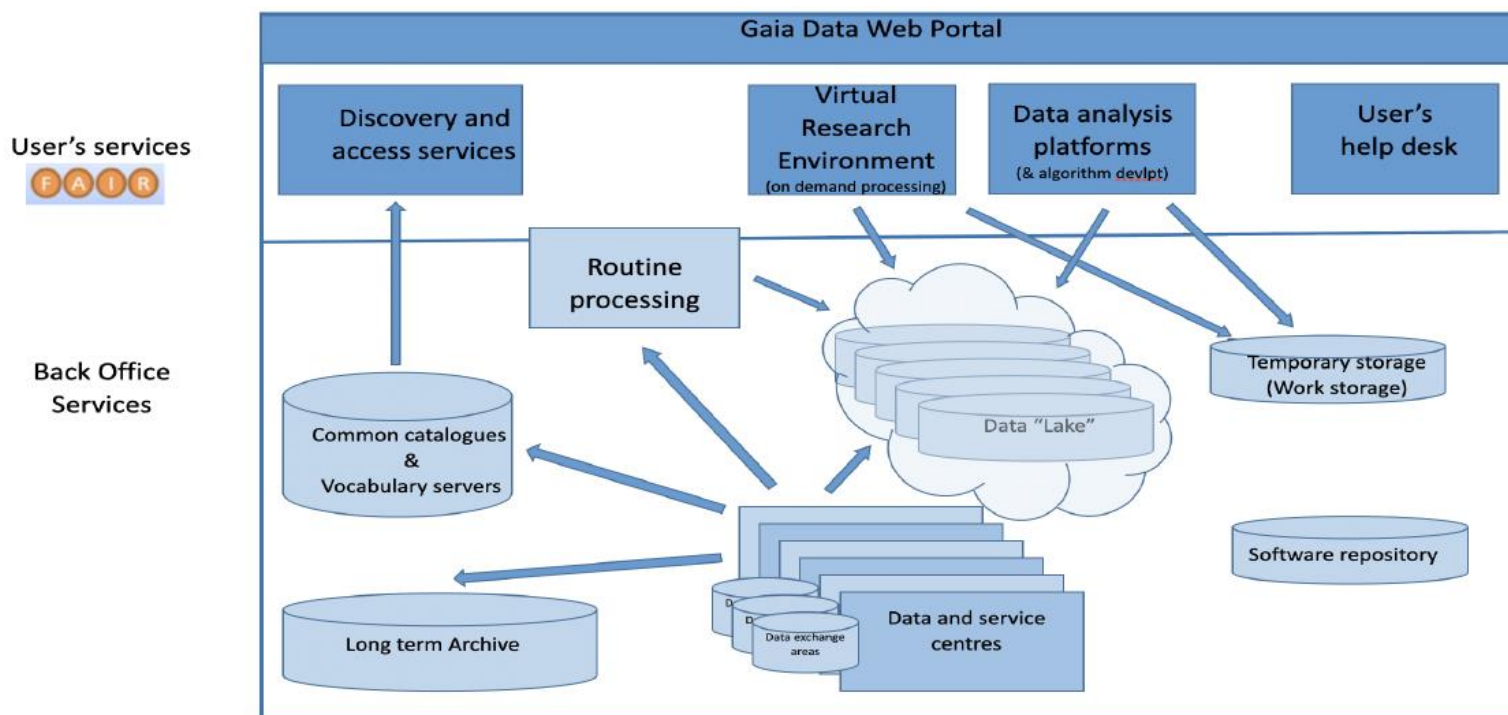 Gaia Data Web Portal
User's services
F A I R
Discovery and
access services
Virtual
Research
Environment
(on demand processing)
Data analysis
platforms
(& algorithm devlpt)
User's
help desk
Routine
processing
Back Office
Services
Common catalogues
&
Vocabulary servers
Data "Lake"
Temporary storage
(Work storage)
Software repository
Long term Archive
Data exchange
areas
Data and service
centres